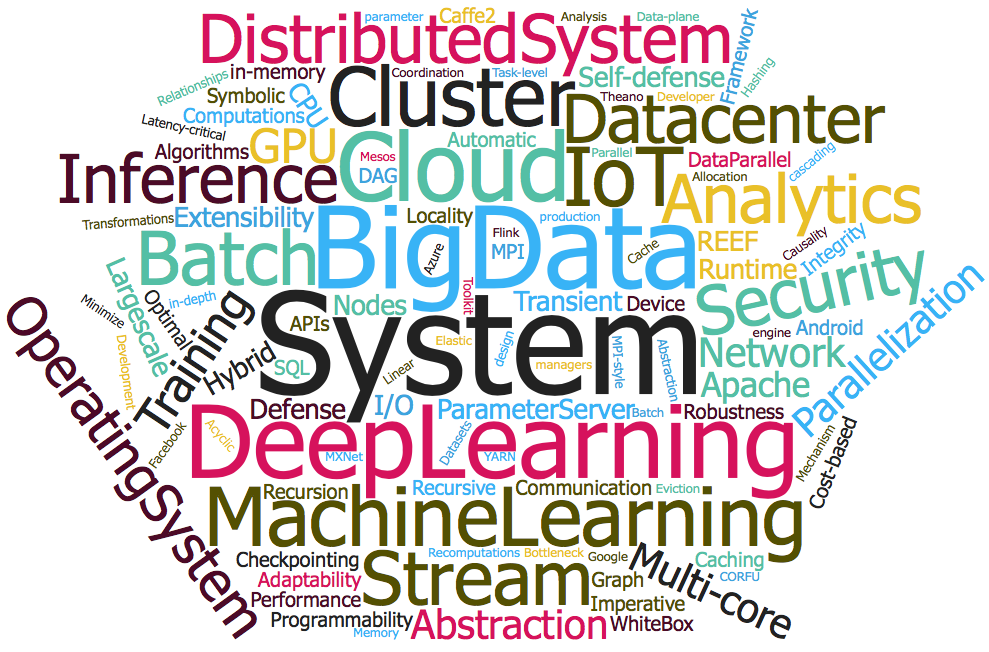 parameter
Caffe2
Analysis
Data-plane
DistributedSystem
Framework
Hashing
Relationships
in-memory
Coordination
Task-level
Self-defense
Symbolic
CPU
Cluster
Theano
Developer
Datacenter
Computations
Latency-critical
GPU
Automatic
Algorithms
Mesos
Cloud
Parallel
IoT
DataParallel
cascading
Inference
DAG
Allocation
Analytics
Transformations
Extensibility
Locality
production
BigData
Flink
MPI
Azure
Cache
REEF
Causality
Integrity
Batch
Runtime
Security
Largescale
in-depth
Minimize
Optimal
Training
Nodes
Toolkit
Transient
Device
APIs
System
engine
Android
Parallelization
OperatingSystem
Development
Hybrid
SQL
Linear
Elastic
design
managers
MPI-style
Abstraction
Network
Apache
Defense
I/O
ParameterServer
Batch
Robustness
Facebook
Acyclic
DeepLearning
MXNet
Datasets
YARN
Mechanism
Cost-based
Recursion
Recursive
Communication
Eviction
MachineLearning
Checkpointing
Recomputations
Bottleneck
Google
Multi-core
Caching
CORFU
Adaptability
Stream
Graph
Performance
Imperative
Programmability
Memory
Abstraction
WhiteBox